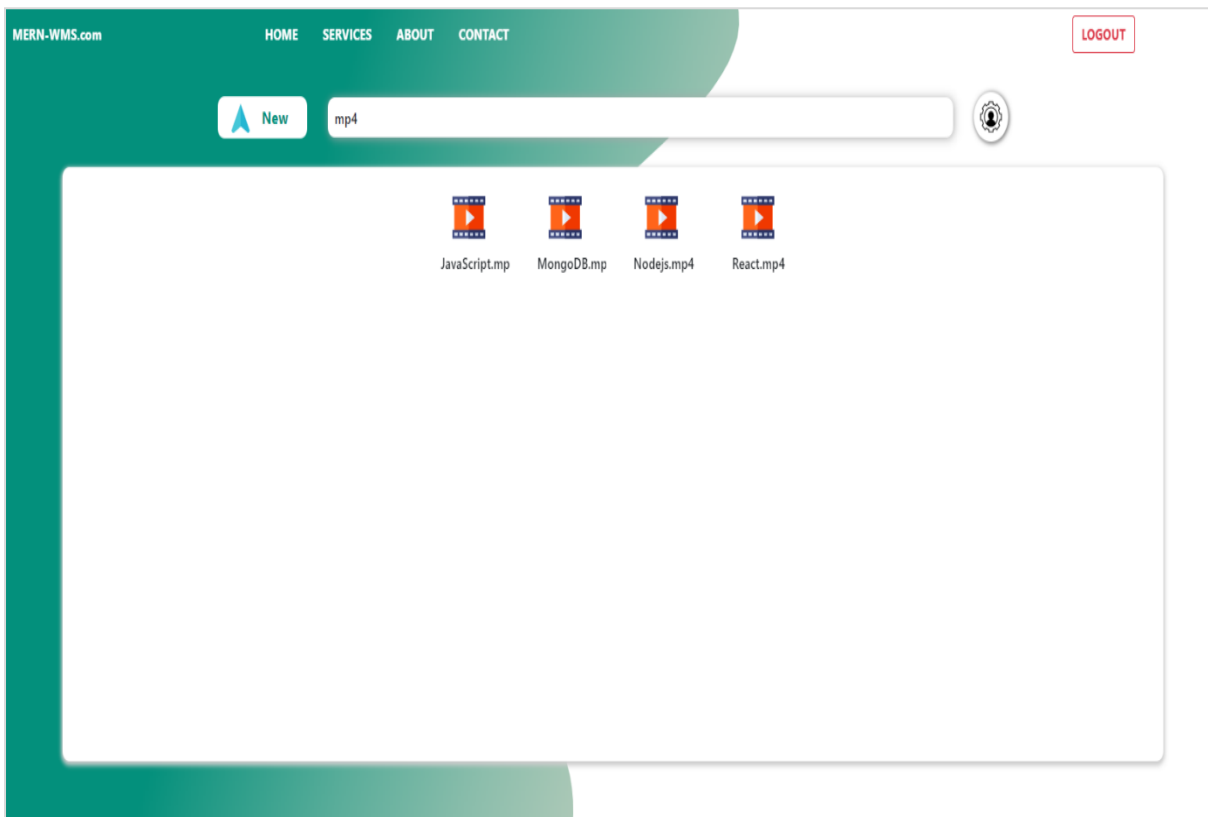 MERN-WMS.com HOME SERVICES ABOUT CONTACT LOGOUT
New mp4
JavaScript.mp MongoDB.mp Nodejs.mp4 React.mp4